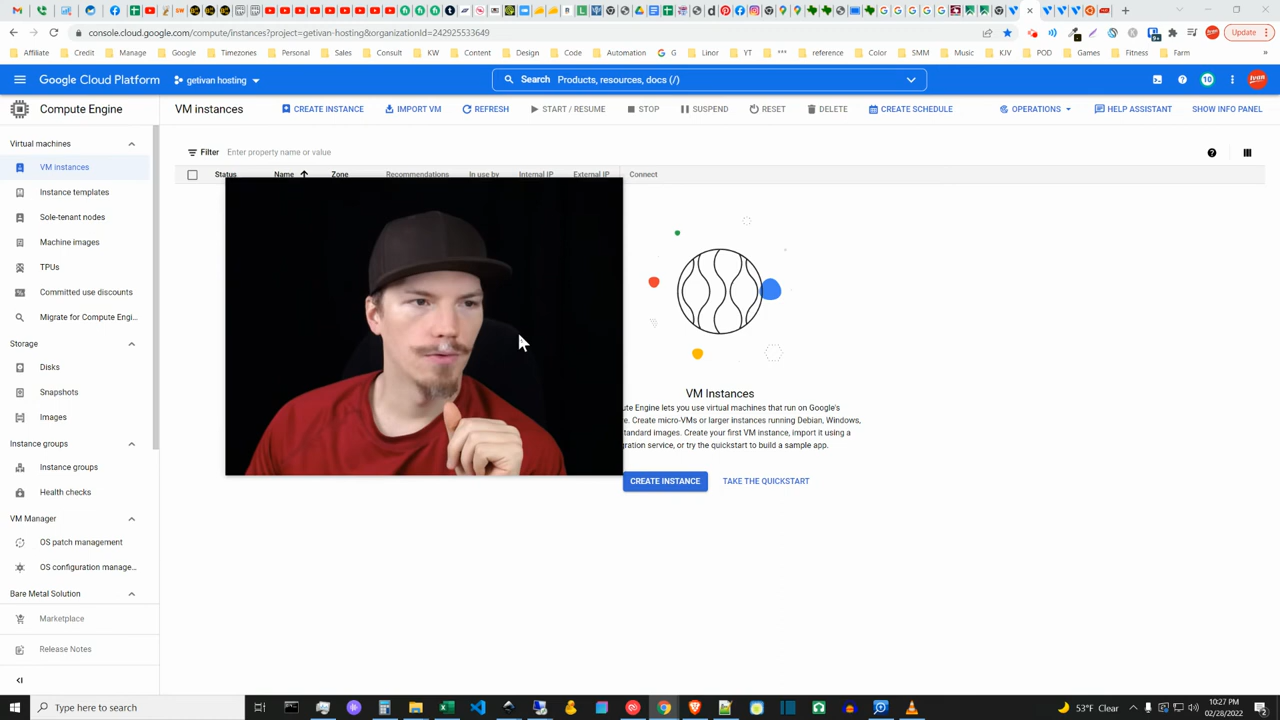 console.cloud.google.com/compute/instances?project=getivan-hosting&organizationId=242925533649
Update
Affiliate Credit Manage Google Timezones Personal Sales Consult KW Content Design Code Automation G Linor YT *** reference Color SMM Music KJV POD Games Fitness Farm »
Google Cloud Platform
getivan hosting
Search Products, resources, docs (/)
10
Compute Engine
VM instances
CREATE INSTANCE
IMPORT VM
REFRESH
START / RESUME
STOP
SUSPEND
RESET
DELETE
CREATE SCHEDULE
OPERATIONS
HELP ASSISTANT
SHOW INFO PANEL
Virtual machines
VM instances
Instance templates
Sole-tenant nodes
Machine images
TPUs
Committed use discounts
Migrate for Compute Engi...
Storage
Disks
Snapshots
Images
Instance groups
Instance groups
Health checks
VM Manager
OS patch management
OS configuration manage...
Bare Metal Solution
Marketplace
Release Notes
Filter Enter property name or value
Status Name Zone Recommendations In use by Internal IP External IP Connect
VM Instances
ute Engine lets you use virtual machines that run on Google's
e. Create micro-VMs or larger instances running Debian, Windows,
tandard images. Create your first VM instance, import it using a
gration service, or try the quickstart to build a sample app.
CREATE INSTANCE
TAKE THE QUICKSTART
Type here to search
53°F Clear
10:27 PM
02/28/2022
2